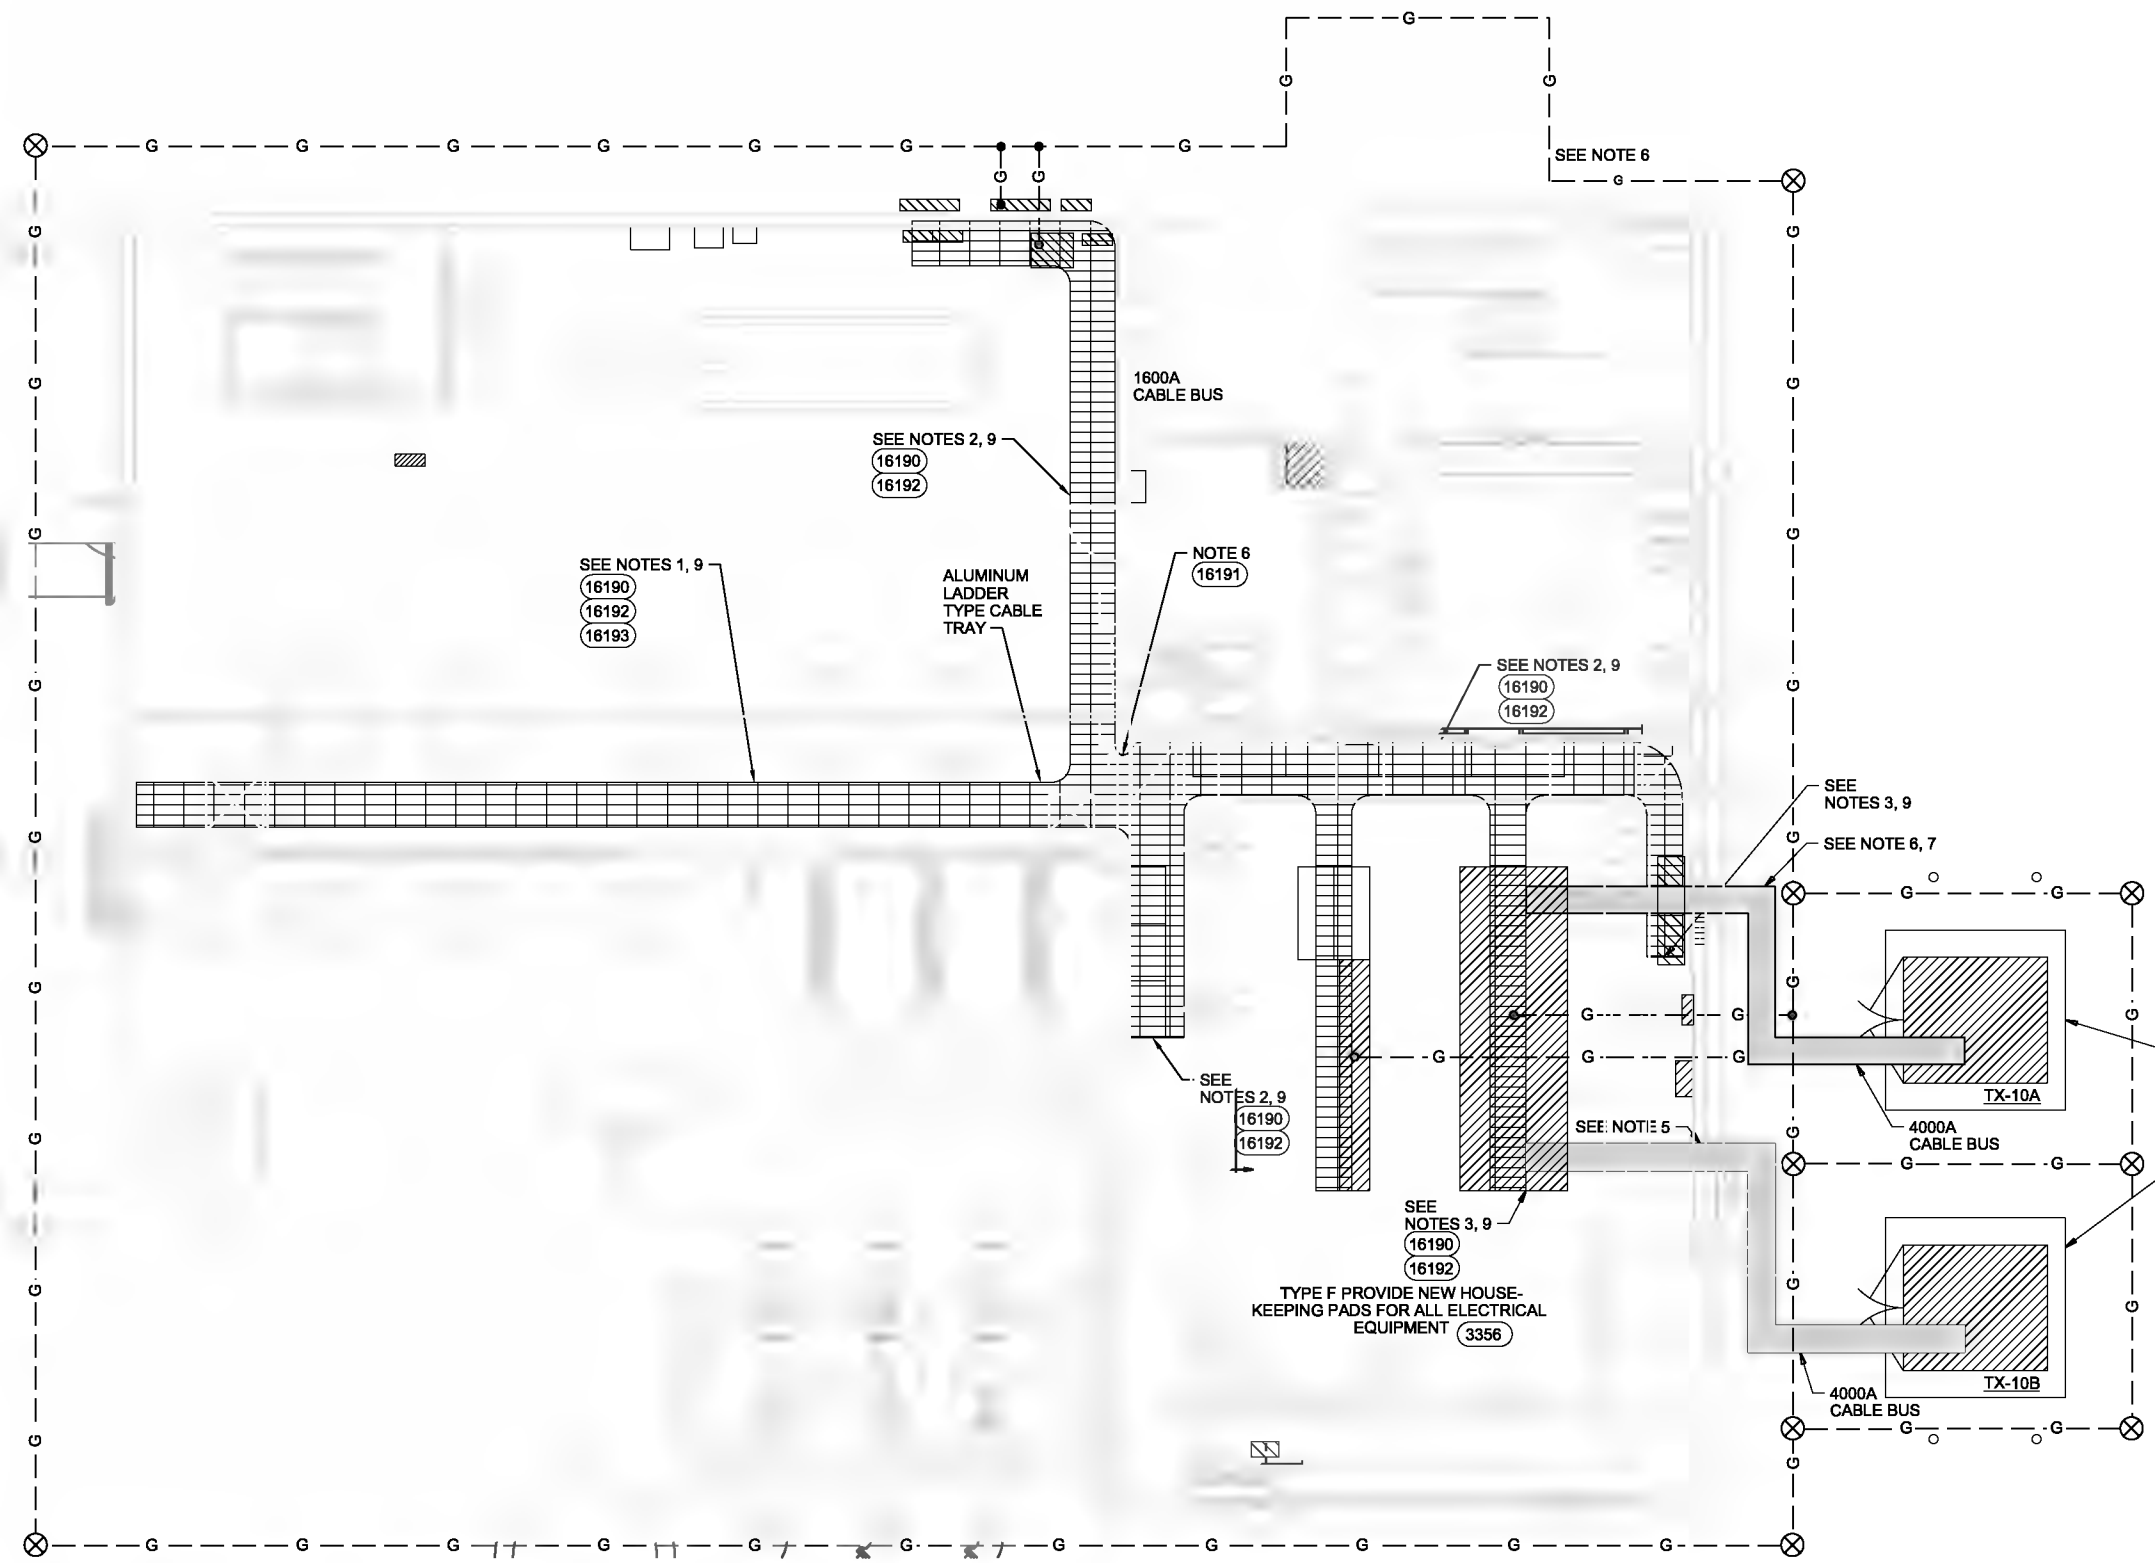 G
G
G
SEE NOTE 6
G
G G G G G G G
G G
G G
1600A
CABLE BUS
G G
SEE NOTES 2, 9
16190
16192
G G
NOTE 6
16191
SEE NOTES 1, 9
16190
16192
16193
ALUMINUM
LADDER
TYPE CABLE
TRAY
SEE NOTES 2, 9
16190
16192
G G
SEE
NOTES 3, 9
SEE NOTE 6, 7
G G
G G
G G
G G G
G G G
SEE
NOTES 2, 9
16190
16192
TX-10A
4000A
CABLE BUS
SEE NOTE 5
G G
G G
SEE
NOTES 3, 9
16190
16192
TYPE F PROVIDE NEW HOUSE-
KEEPING PADS FOR ALL ELECTRICAL
EQUIPMENT 3356
G G G
TX-10B
4000A
CABLE BUS
G G
G G
G G G G G G G G G G G